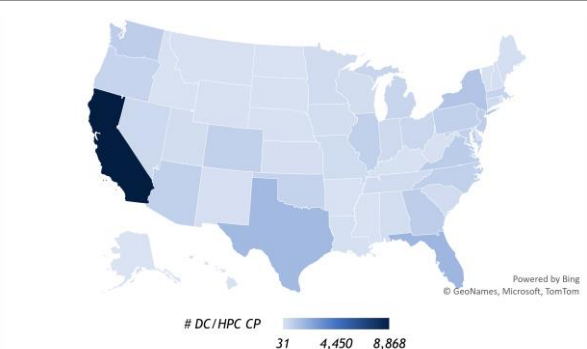 Powered by Bing
© GeoNames, Microsoft, TomTom
# DC/HPC CP
31 4,450 8,868